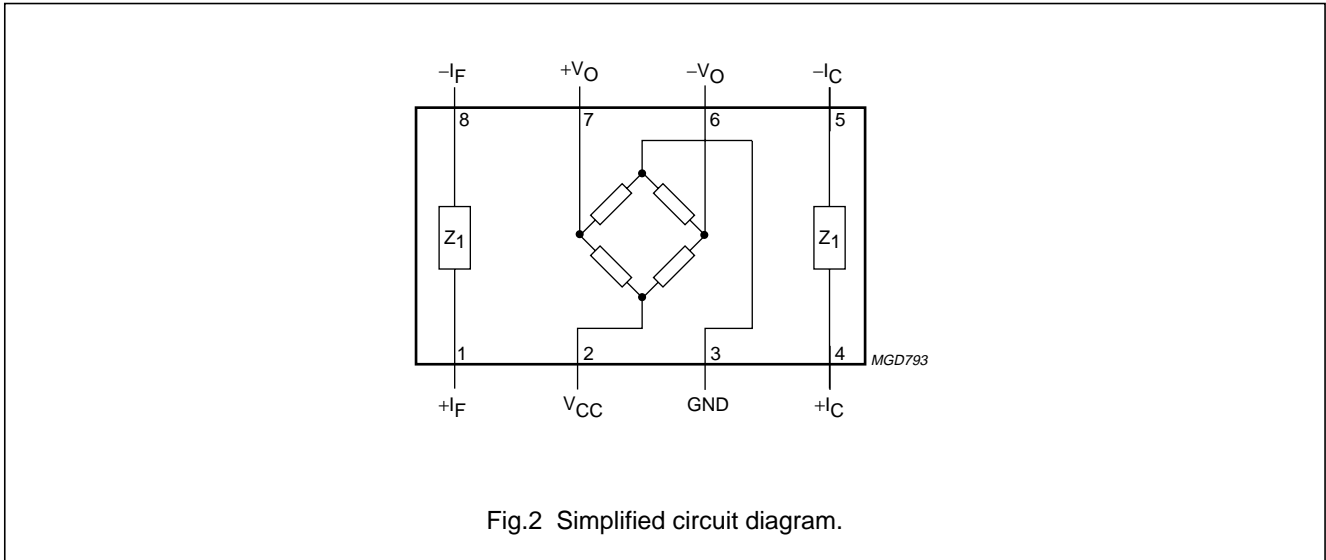 −IF +VO −VO −IC
8 7 6 5
Z1 Z1
1 2 3 4
MGD793
+IF VCC GND +IC
Fig.2 Simplified circuit diagram.